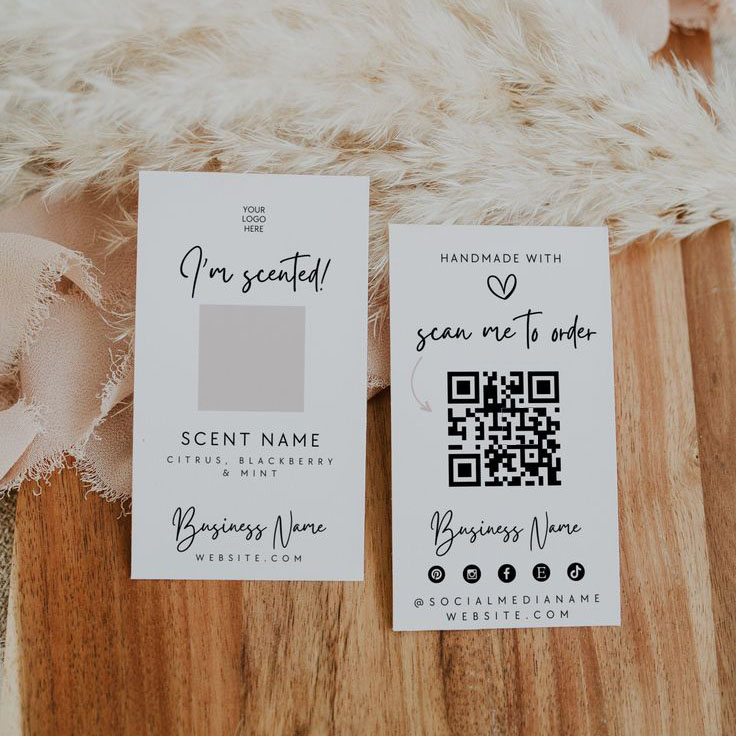 YOUR
LOGO
HERE
I'm scented!
SCENT NAME
CITRUS, BLACKBERRY
& MINT
Business Name
WEBSITE.COM
HANDMADE WITH
scan me to order
Business Name
@SOCIALMEDIANAME
WEBSITE.COM